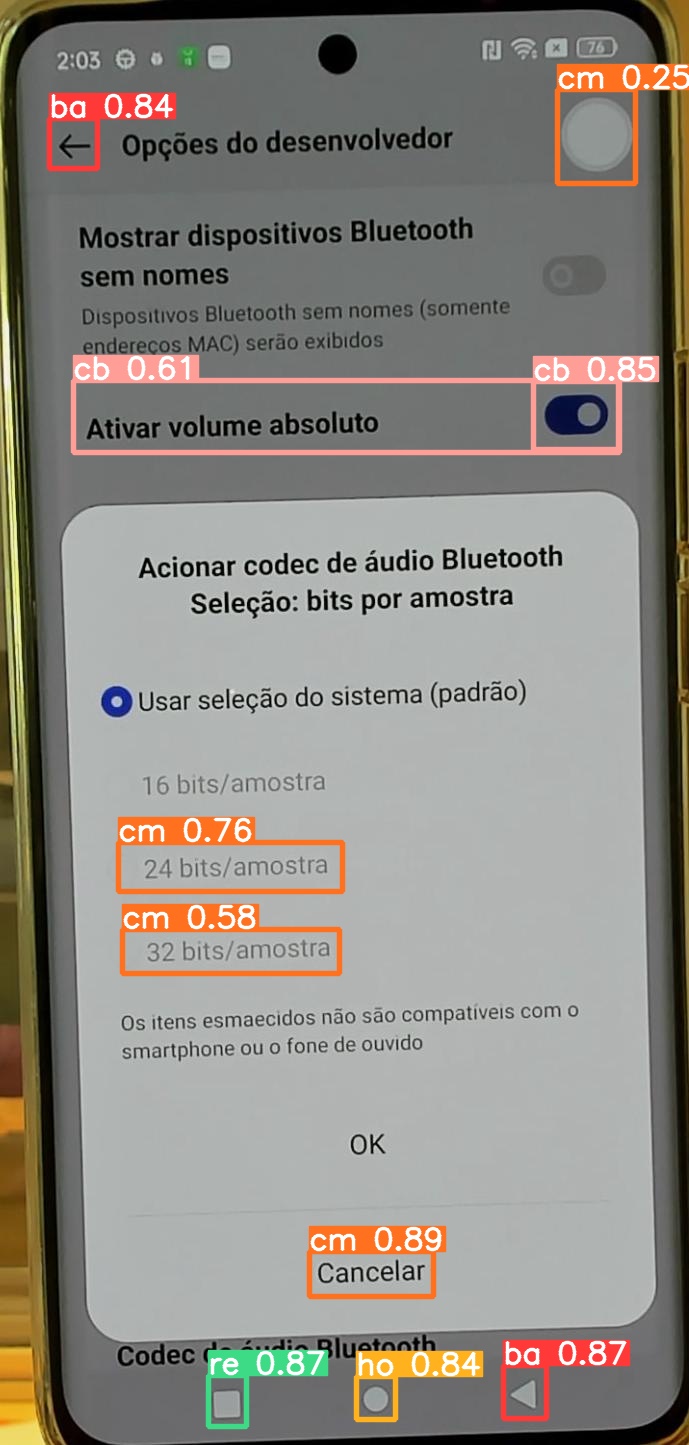 2:03
76
cm 0.25
ba 0.84
Opções do desenvolvedor
Mostrar dispositivos Bluetooth
sem nomes
Dispositivos Bluetooth sem nomes (somente
endereços MAC) serão exibidos
cb 0.61
cb 0.85
Ativar volume absoluto
Acionar codec de áudio Bluetooth
Seleção: bits por amostra
Usar seleção do sistema (padrão)
16 bits/amostra
cm 0.76
24 bits/amostra
cm 0.58
32 bits/amostra
Os itens esmaecidos não são compatíveis com o
smartphone ou o fone de ouvido
OK
cm 0.89
Cancelar
Codec de áudio Bluetooth
re 0.87
ho 0.84
ba 0.87